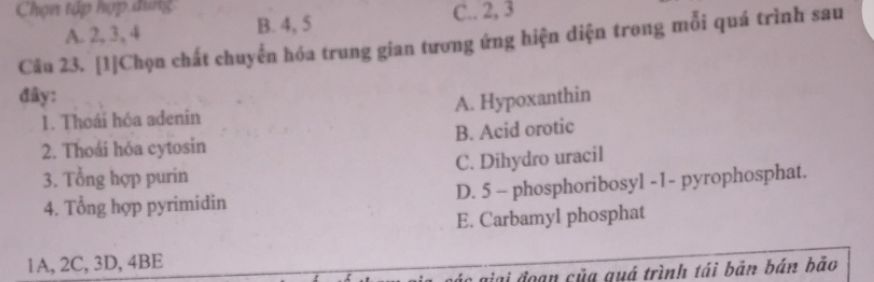 Chọn tập hợp đúng:
A. 2, 3, 4 B. 4, 5 C.. 2, 3
Câu 23. [1]Chọn chất chuyển hóa trung gian tương ứng hiện diện trong mỗi quá trình sau
đây:
1. Thoái hóa adenin A. Hypoxanthin
2. Thoái hóa cytosin B. Acid orotic
3. Tổng hợp purin C. Dihydro uracil
4. Tổng hợp pyrimidin D. 5 – phosphoribosyl -1- pyrophosphat.
E. Carbamyl phosphat
1A, 2C, 3D, 4BE
các giai đoạn của quá trình tái bản bán bảo